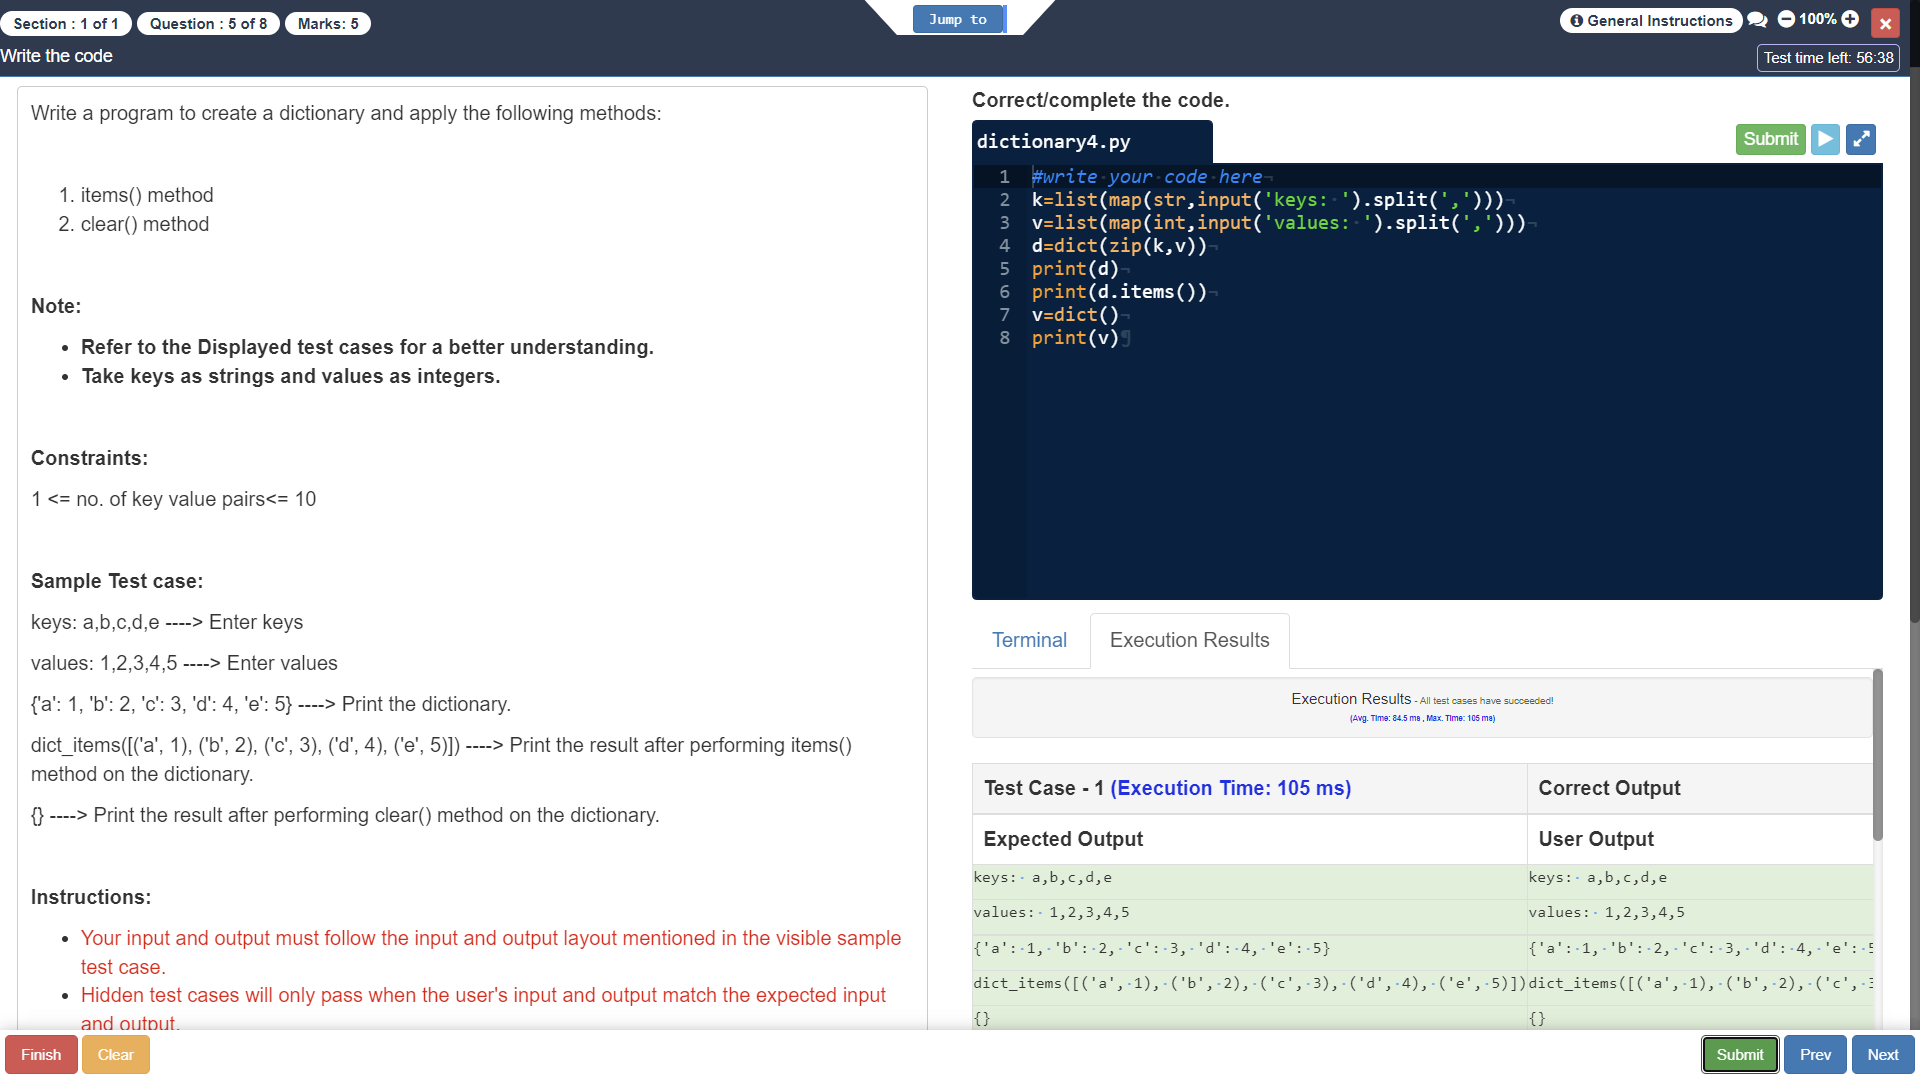 Section : 1 of 1
Question : 5 of 8
Marks: 5
Jump to
General Instructions
100%
Write the code
Test time left: 56:38
Write a program to create a dictionary and apply the following methods:
1. items() method
2. clear() method
Note:
• Refer to the Displayed test cases for a better understanding.
• Take keys as strings and values as integers.
Constraints:
1 <= no. of key value pairs<= 10
Sample Test case:
keys: a,b,c,d,e ----> Enter keys
values: 1,2,3,4,5 ----> Enter values
{'a': 1, 'b': 2, 'c': 3, 'd': 4, 'e': 5} ----> Print the dictionary.
dict_items([('a', 1), ('b', 2), ('c', 3), ('d', 4), ('e', 5)]) ----> Print the result after performing items()
method on the dictionary.
{} ----> Print the result after performing clear() method on the dictionary.
Instructions:
• Your input and output must follow the input and output layout mentioned in the visible sample
test case.
• Hidden test cases will only pass when the user's input and output match the expected input
and output.
Correct/complete the code.
dictionary4.py
Submit
1 #write your code here
2 k=list(map(str,input('keys: ').split(',')))
3 v=list(map(int,input('values: ').split(',')))
4 d=dict(zip(k,v))
5 print(d)
6 print(d.items())
7 v=dict()
8 print(v)
Terminal
Execution Results
Execution Results - All test cases have succeeded!
(Avg. Time: 84.5 ms , Max. Time: 105 ms)
Test Case - 1 (Execution Time: 105 ms)
Correct Output
Expected Output
User Output
keys: a,b,c,d,e
keys: a,b,c,d,e
values: 1,2,3,4,5
values: 1,2,3,4,5
{'a': 1, 'b': 2, 'c': 3, 'd': 4, 'e': 5}
{'a': 1, 'b': 2, 'c': 3, 'd': 4, 'e': 5
dict_items([('a', 1), ('b', 2), ('c', 3), ('d', 4), ('e', 5)])
dict_items([('a', 1), ('b', 2), ('c', 3
{}
{}
Finish
Clear
Submit
Prev
Next